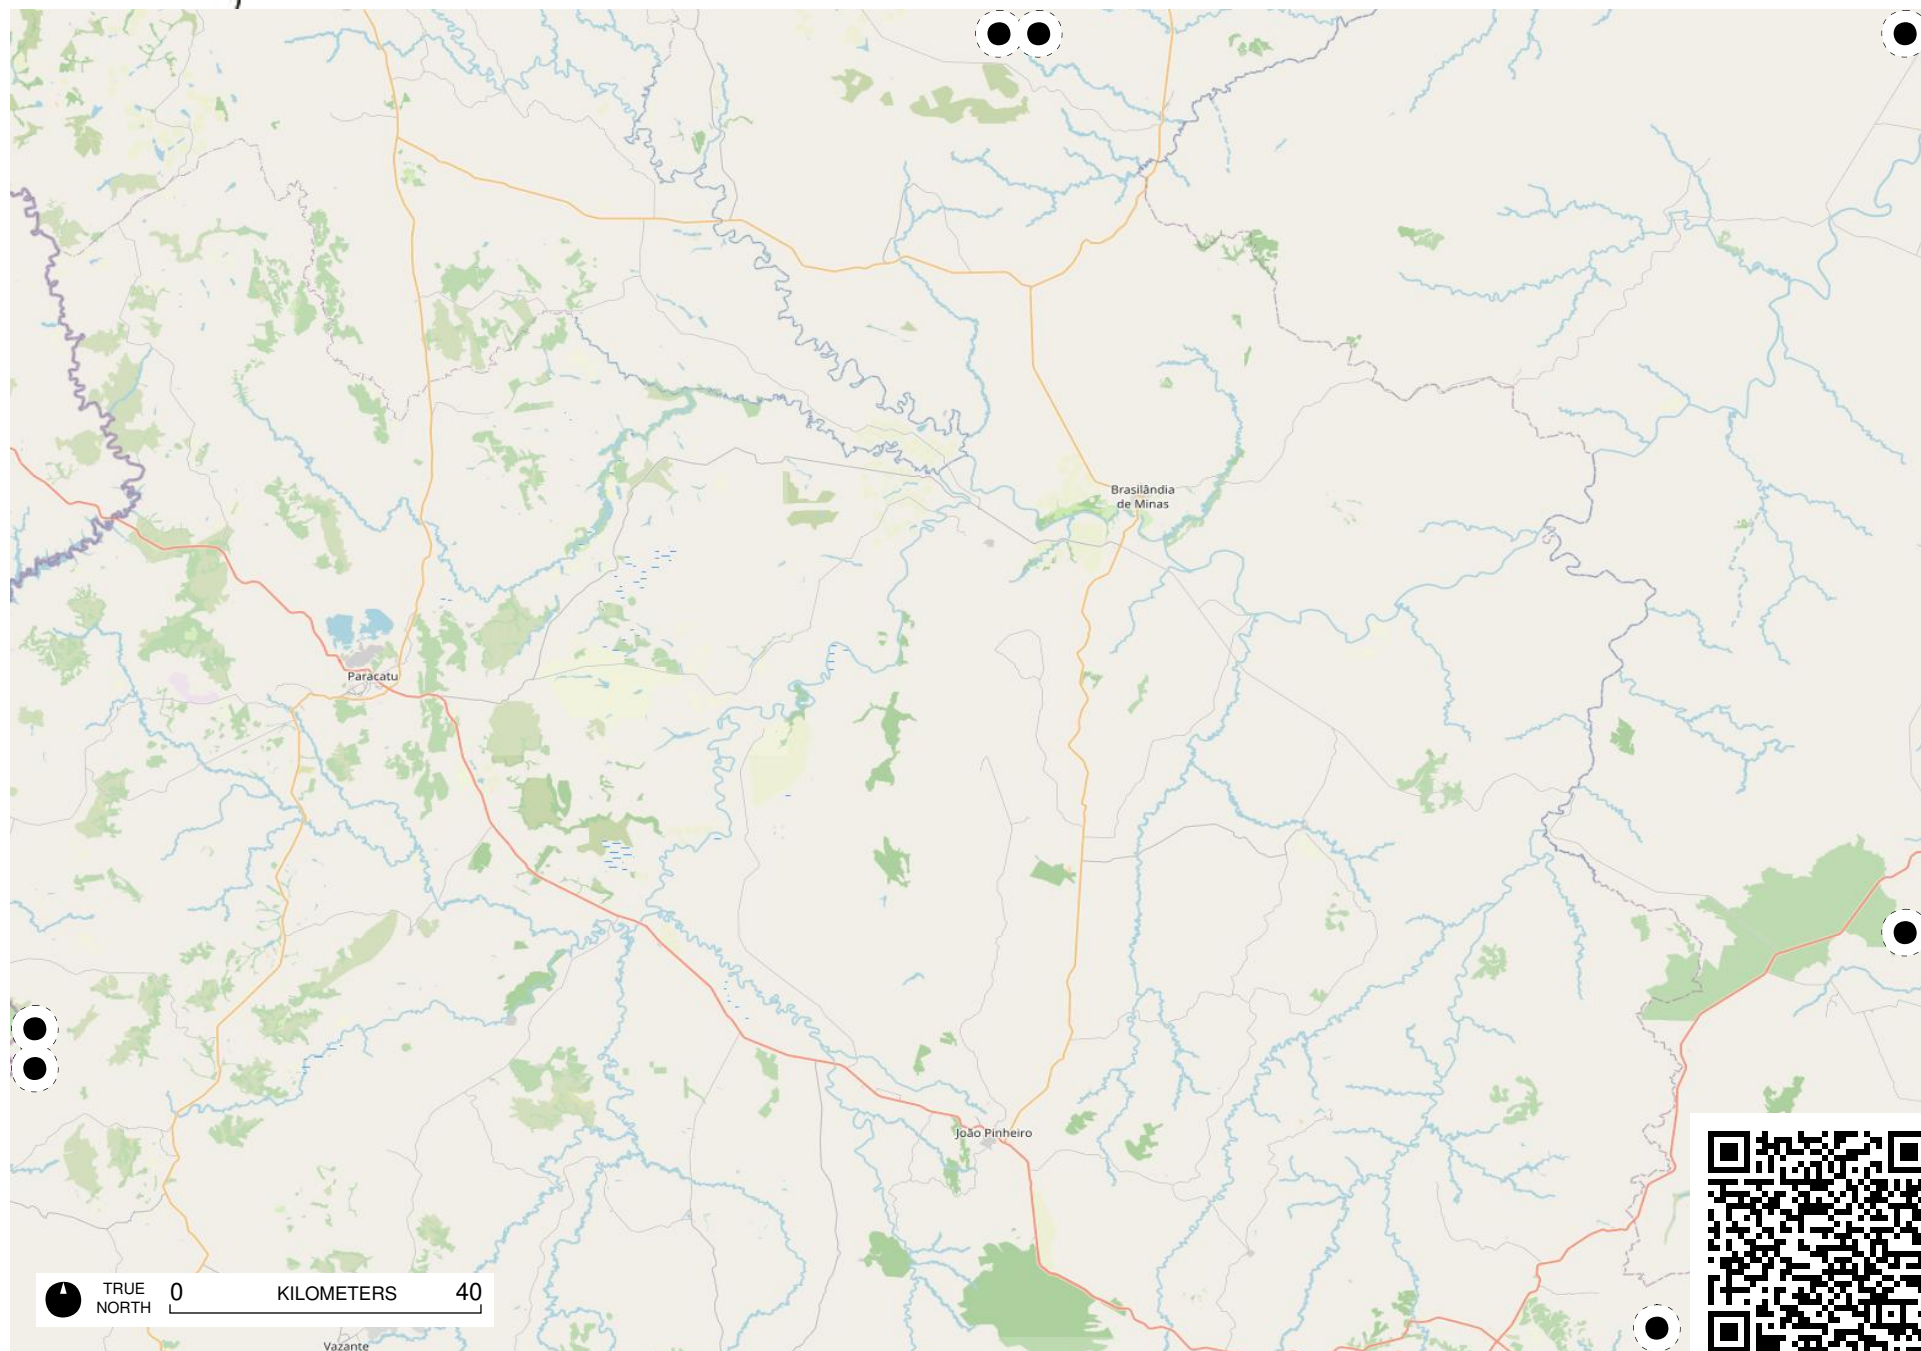 Brasilândia
de Minas
Paracatu
João Pinheiro
TRUE
NORTH
0 KILOMETERS 40
Vazante